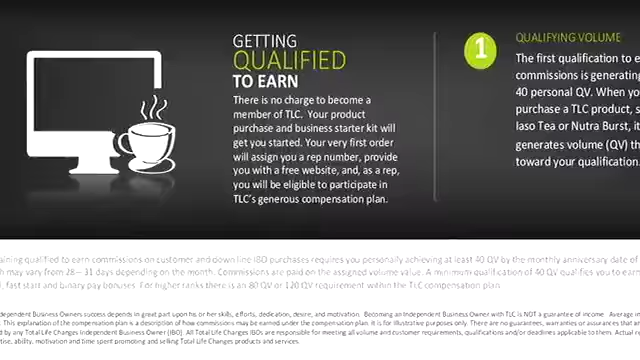 GETTING
QUALIFIED
TO EARN
There is no charge to become a
member of TLC. Your product
purchase and business starter kit will
get you started. Your very first order
will assign you a rep number, provide
you with a free website, and, as a rep,
you will be eligible to participate in
TLC's generous compensation plan.
1
QUALIFYING VOLUME
The first qualification to e
commissions is generating
40 personal QV. When yo
purchase a TLC product, s
Iaso Tea or Nutra Burst, it
generates volume (QV) th
toward your qualification.
aining qualified to earn commissions on customer and down line IBO purchases requires you personally achieving at least 40 QV by the monthly anniversary date of
h may vary from 28 – 31 days depending on the month. Commissions are paid on the assigned volume value. A minimum qualification of 40 QV qualifies you to earn
l, fast start and binary pay bonuses. For higher ranks there is an 80 QV or 120 QV requirement within the TLC compensation plan.
dependent Business Owners success depends in great part upon his or her skills, efforts, dedication, desire, and motivation. Becoming an Independent Business Owner with TLC is NOT a guarantee of income. Average in
. This explanation of the compensation plan is a description of how commissions may be earned under the compensation plan. It is for illustrative purposes only. There are no guarantees, warranties or assurances that an
d by any Total Life Changes Independent Business Owner (IBO). All Total Life Changes IBOs are responsible for meeting all volume and customer requirements, qualifications and/or deadlines applicable to them. Actual r
tise, ability, motivation and time spent promoting and selling Total Life Changes products and services.